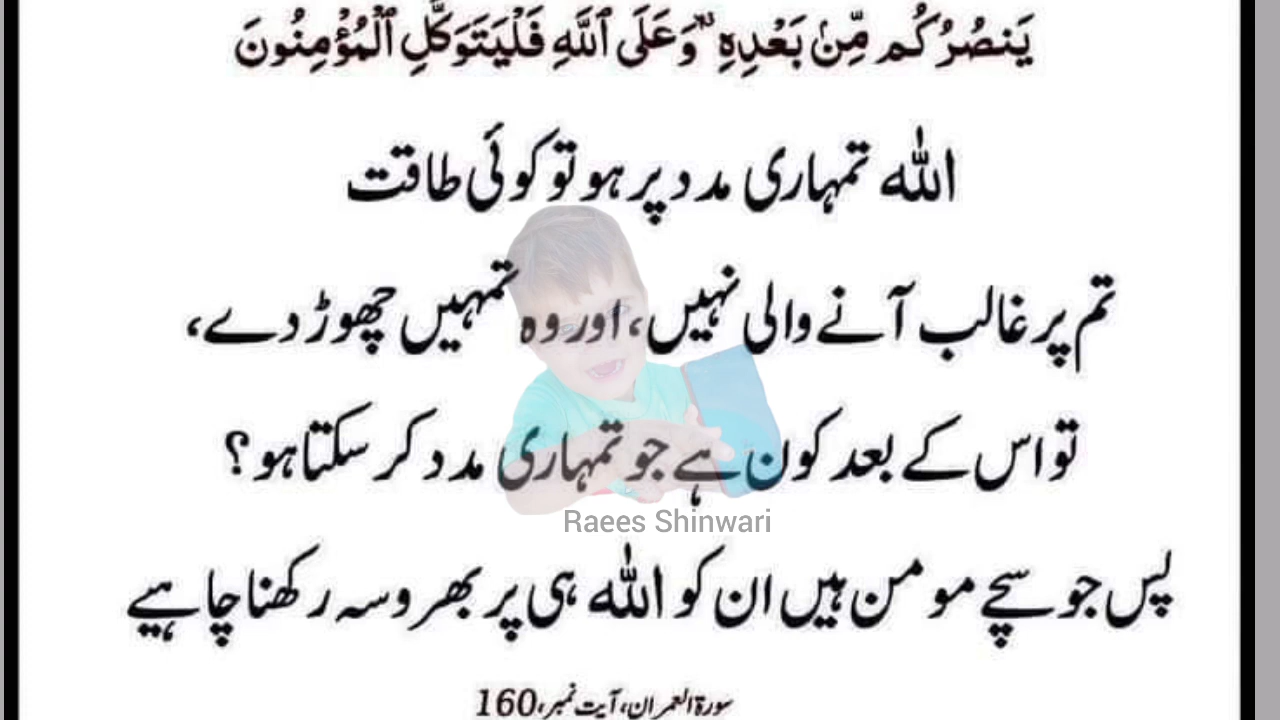 يَنصُرُكُم مِّنۢ بَعْدِهِۦ ۗ وَعَلَى ٱللَّهِ فَلْيَتَوَكَّلِ ٱلْمُؤْمِنُونَ
اللہ تمہاری مدد پر ہو تو کوئی طاقت
تم پر غالب آنے والی نہیں، اور وہ تمہیں چھوڑ دے،
تو اس کے بعد کون ہے جو تمہاری مدد کر سکتا ہو؟
Raees Shinwari
پس جو سچے مومن ہیں ان کو اللہ ہی پر بھروسہ رکھنا چاہیے
سورۃ العمران، آیت نمبر، 160